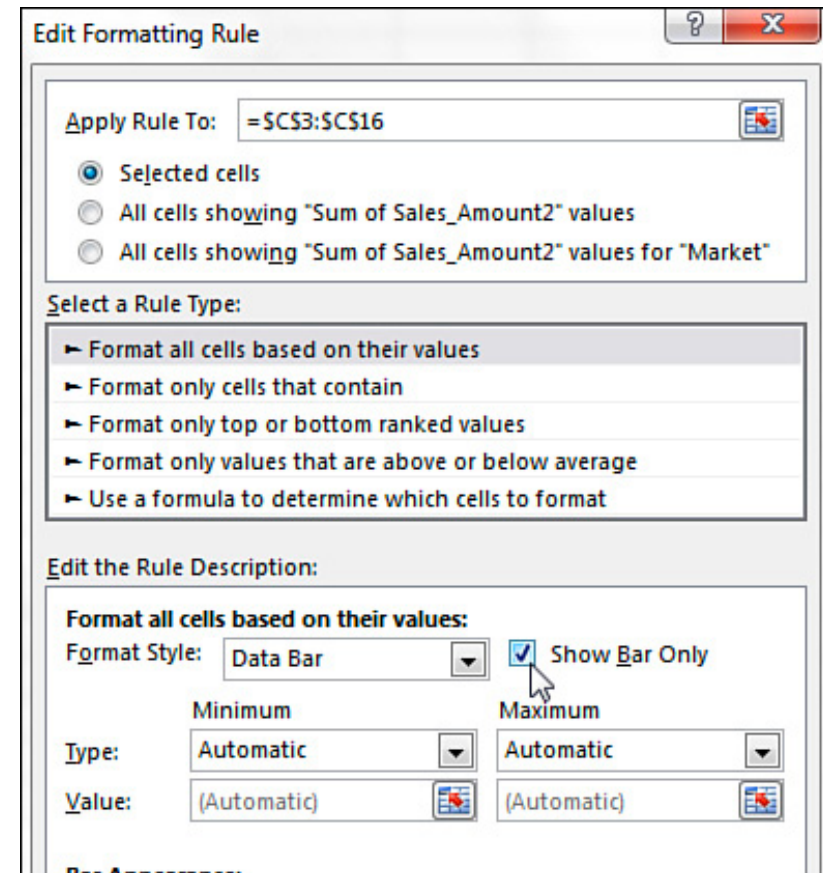 Edit Formatting Rule
Apply Rule To: =$C$3:$C$16
Selected cells
All cells showing "Sum of Sales_Amount2" values
All cells showing "Sum of Sales_Amount2" values for "Market"
Select a Rule Type:
► Format all cells based on their values
► Format only cells that contain
► Format only top or bottom ranked values
► Format only values that are above or below average
► Use a formula to determine which cells to format
Edit the Rule Description:
Format all cells based on their values:
Format Style: Data Bar Show Bar Only
Minimum Maximum
Type: Automatic Automatic
Value: (Automatic) (Automatic)
Bar Appearance: